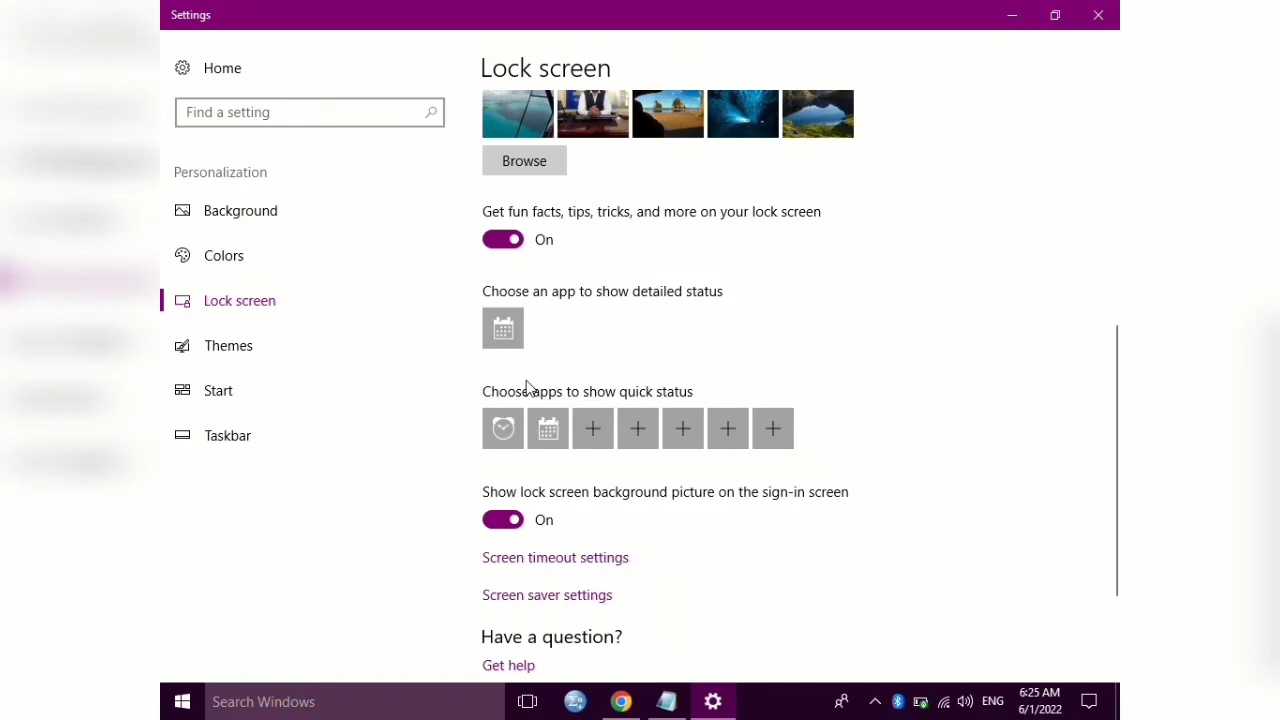 Settings
Home
Find a setting
Personalization
Background
Colors
Lock screen
Themes
Start
Taskbar
Lock screen
Browse
Get fun facts, tips, tricks, and more on your lock screen
On
Choose an app to show detailed status
Choose apps to show quick status
Show lock screen background picture on the sign-in screen
On
Screen timeout settings
Screen saver settings
Have a question?
Get help
Search Windows
ENG
6:25 AM
6/1/2022